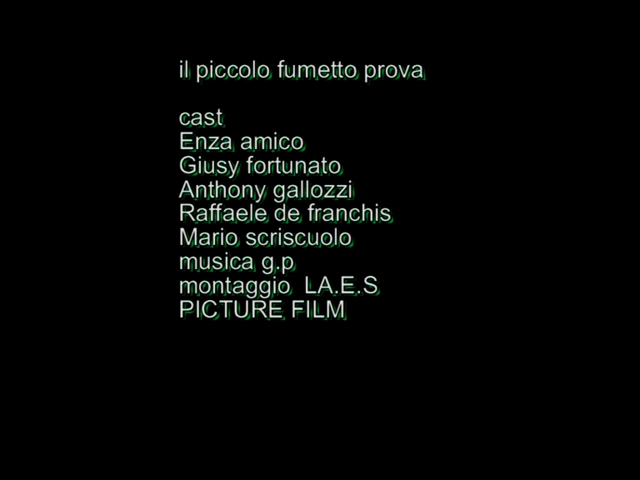 il piccolo fumetto prova
cast
Enza amico
Giusy fortunato
Anthony gallozzi
Raffaele de franchis
Mario scriscuolo
musica g.p
montaggio  LA.E.S
PICTURE FILM